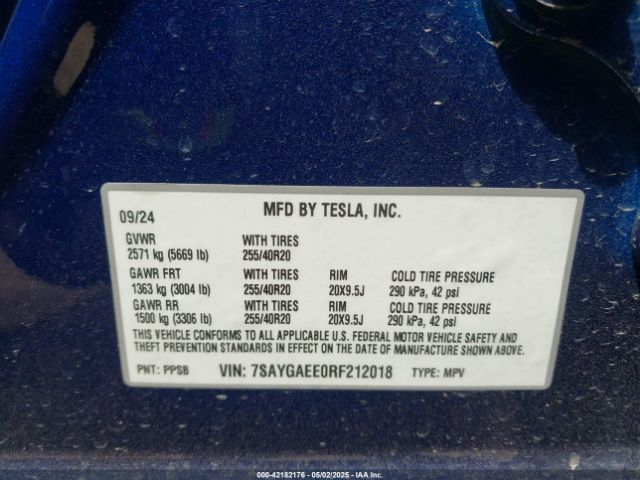 09/24 MFD BY TESLA, INC.
GVWR WITH TIRES
2571 kg (5669 lb) 255/40R20
GAWR FRT WITH TIRES RIM COLD TIRE PRESSURE
1363 kg (3004 lb) 255/40R20 20X9.5J 290 kPa, 42 psi
GAWR RR WITH TIRES RIM COLD TIRE PRESSURE
1500 kg (3306 lb) 255/40R20 20X9.5J 290 kPa, 42 psi
THIS VEHICLE CONFORMS TO ALL APPLICABLE U.S. FEDERAL MOTOR VEHICLE SAFETY AND
THEFT PREVENTION STANDARDS IN EFFECT ON THE DATE OF MANUFACTURE SHOWN ABOVE.
PNT: PPSB VIN: 7SAYGAEE0RF212018 TYPE: MPV
000-42182176 - 05/02/2025 - IAA Inc.